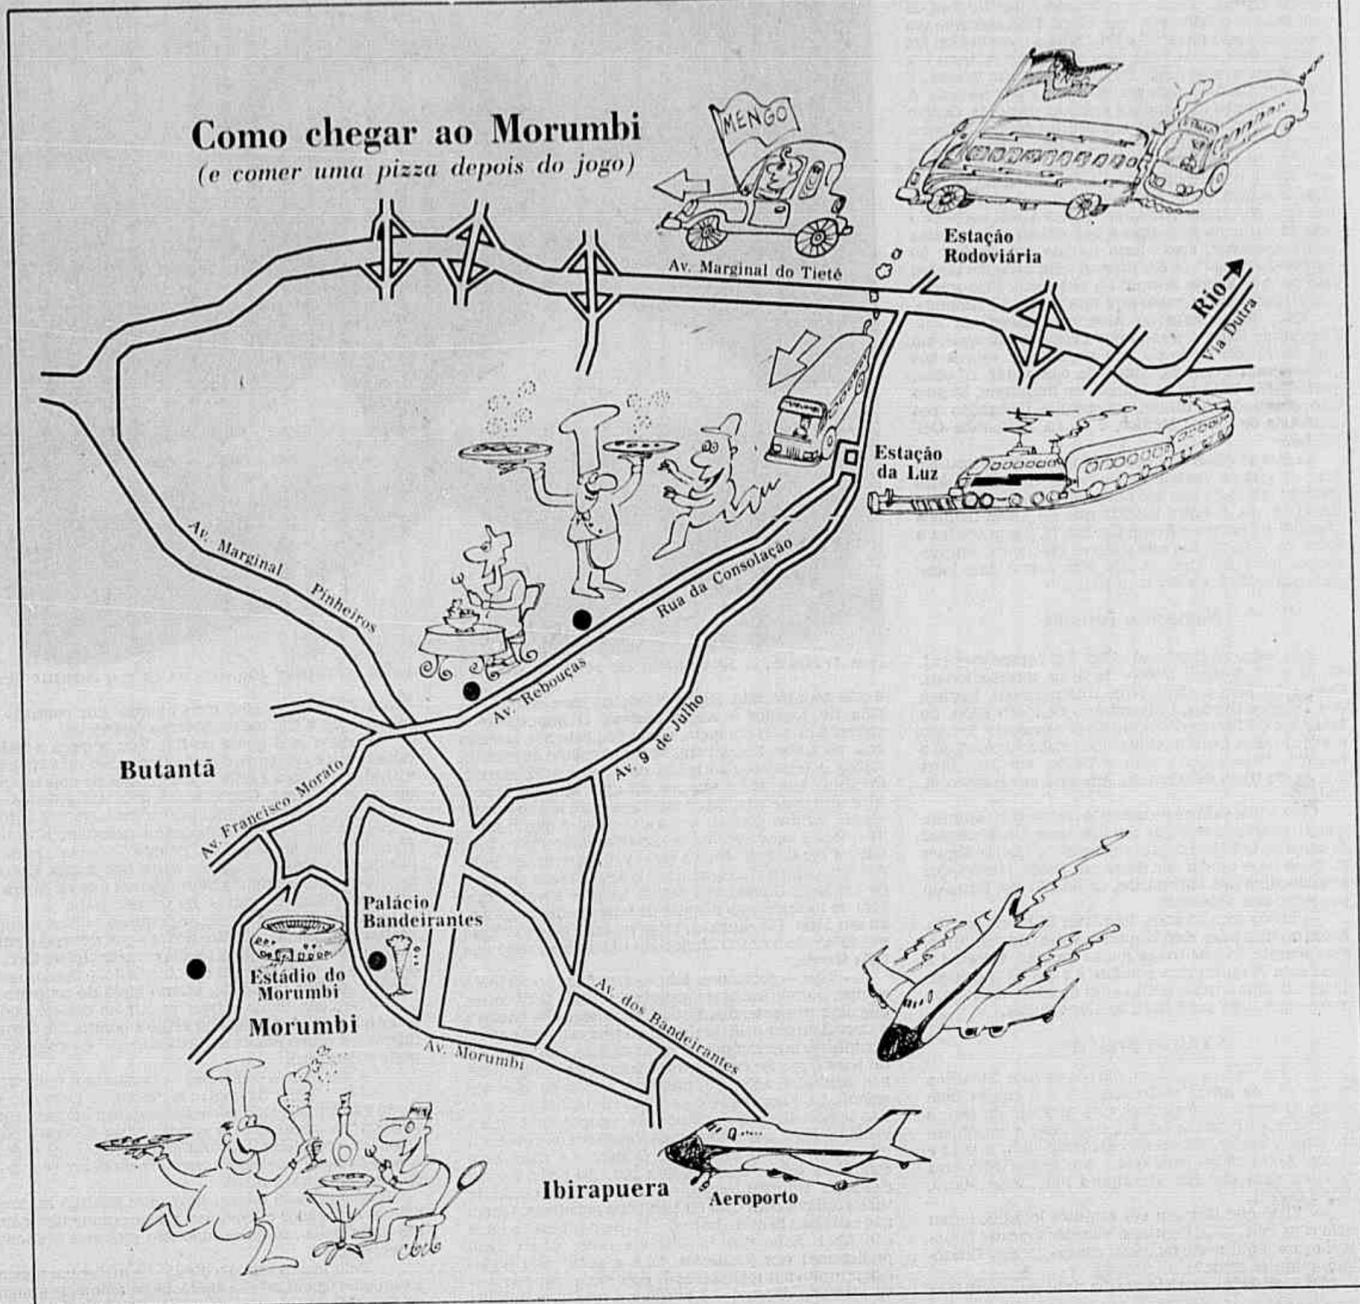 Como chegar ao Morumbi
(e comer uma pizza depois do jogo)
MENGO
Estação
Rodoviária
Av. Marginal do Tietê
Rio
Via Dutra
Estação
da Luz
Av. Marginal Pinheiros
Rua da Consolação
Av. Rebouças
Av. 9 de Julho
Butantã
Av. Francisco Morato
Palácio
Bandeirantes
Estádio do
Morumbi
Morumbi
Av. dos Bandeirantes
Av. Morumbi
Ibirapuera
Aeroporto